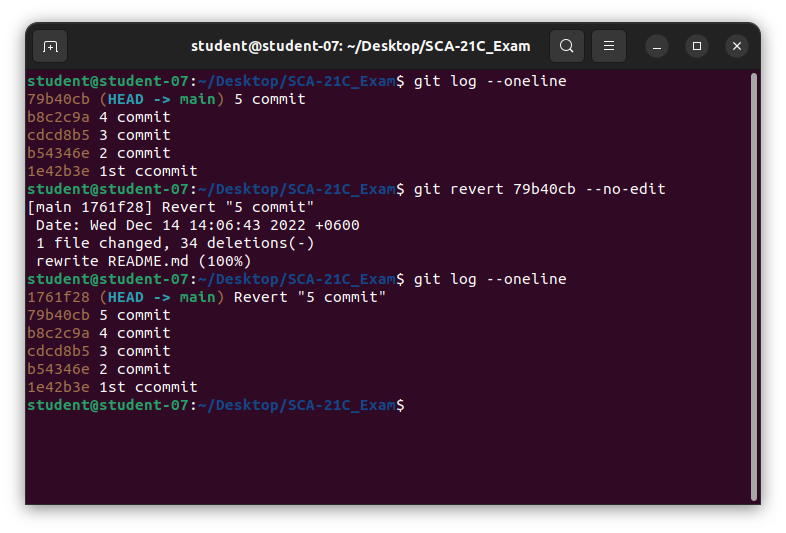 student@student-07: ~/Desktop/SCA-21C_Exam
student@student-07:~/Desktop/SCA-21C_Exam$ git log --oneline
79b40cb (HEAD -> main) 5 commit
b8c2c9a 4 commit
cdcd8b5 3 commit
b54346e 2 commit
1e42b3e 1st ccommit
student@student-07:~/Desktop/SCA-21C_Exam$ git revert 79b40cb --no-edit
[main 1761f28] Revert "5 commit"
 Date: Wed Dec 14 14:06:43 2022 +0600
 1 file changed, 34 deletions(-)
 rewrite README.md (100%)
student@student-07:~/Desktop/SCA-21C_Exam$ git log --oneline
1761f28 (HEAD -> main) Revert "5 commit"
79b40cb 5 commit
b8c2c9a 4 commit
cdcd8b5 3 commit
b54346e 2 commit
1e42b3e 1st ccommit
student@student-07:~/Desktop/SCA-21C_Exam$